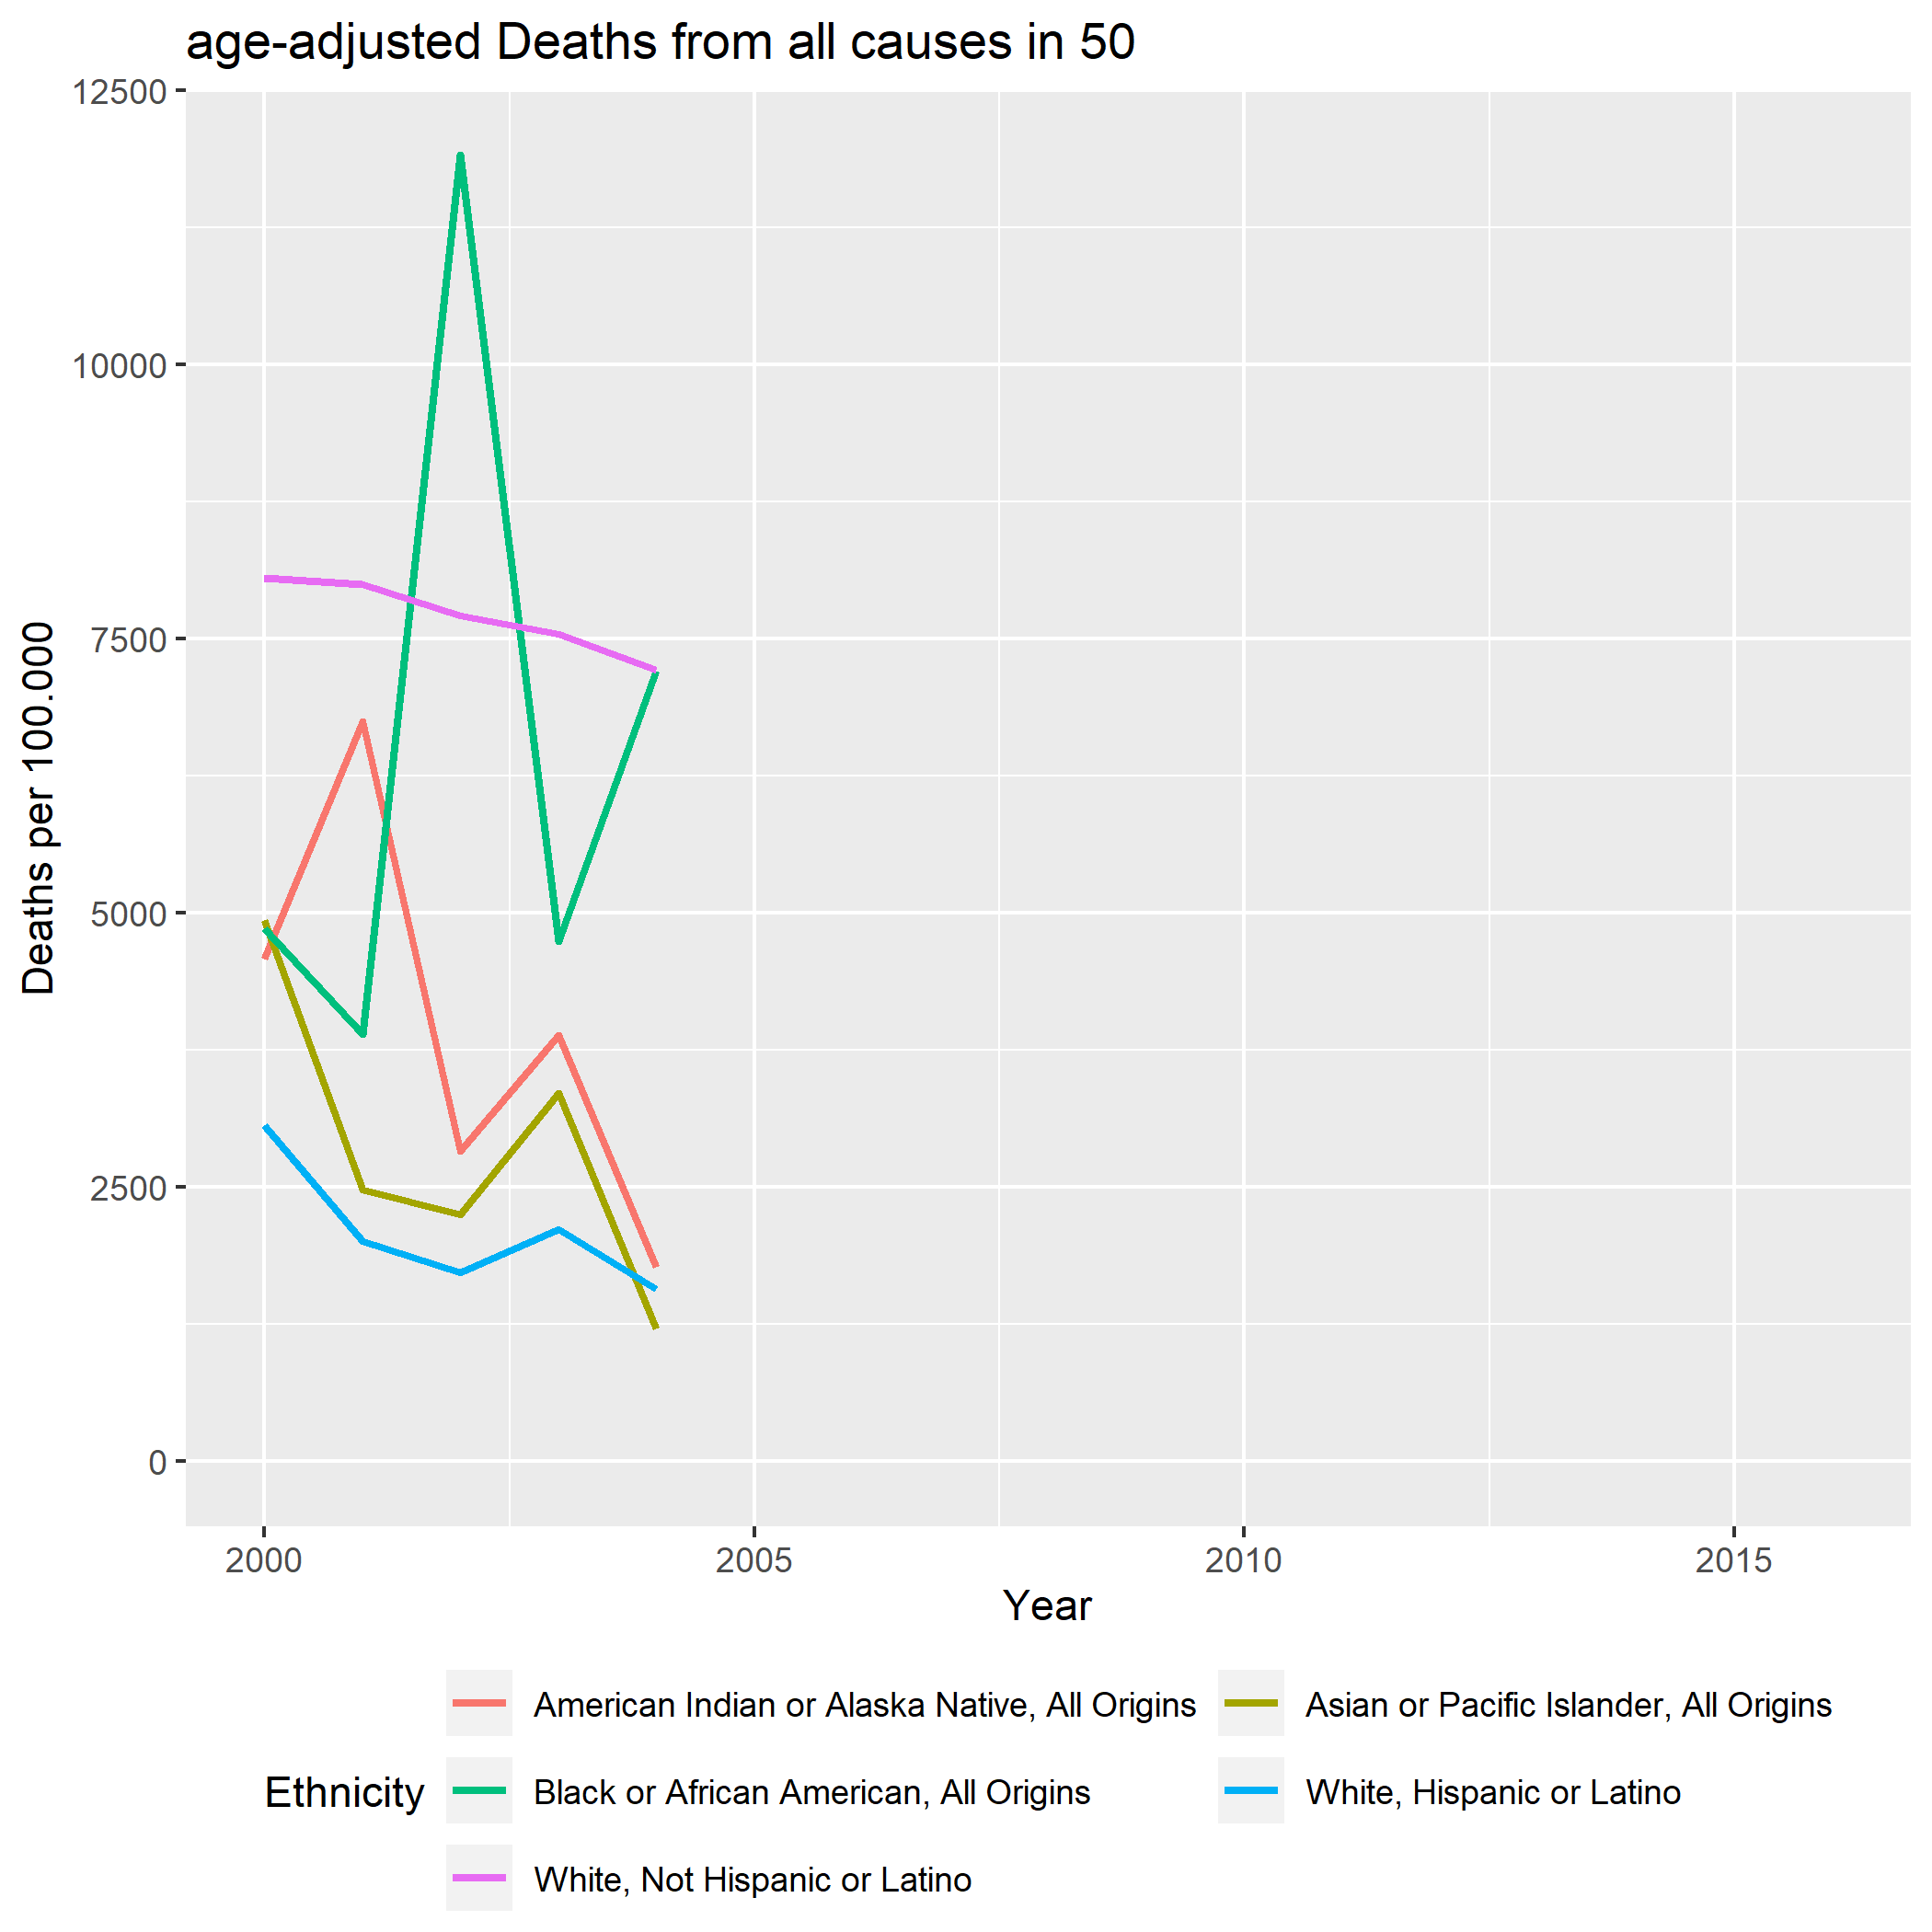 age-adjusted Deaths from all causes in 50
12500
10000
7500
5000
2500
0
Deaths per 100.000
2000 2005 2010 2015
Year
Ethnicity
American Indian or Alaska Native, All Origins
Asian or Pacific Islander, All Origins
Black or African American, All Origins
White, Hispanic or Latino
White, Not Hispanic or Latino